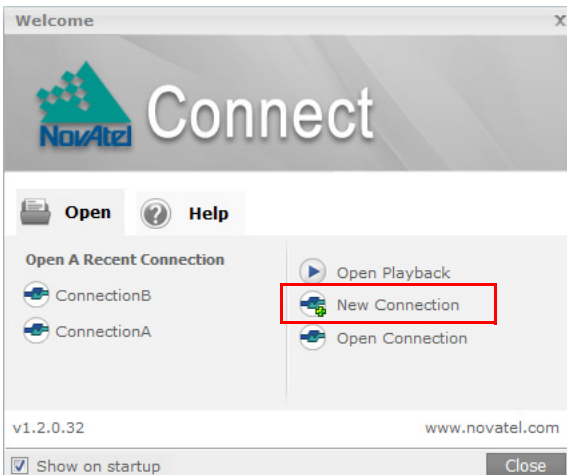 Welcome X
NovAtel Connect
Open Help
Open A Recent Connection
ConnectionB
ConnectionA
Open Playback
New Connection
Open Connection
v1.2.0.32 www.novatel.com
Show on startup Close